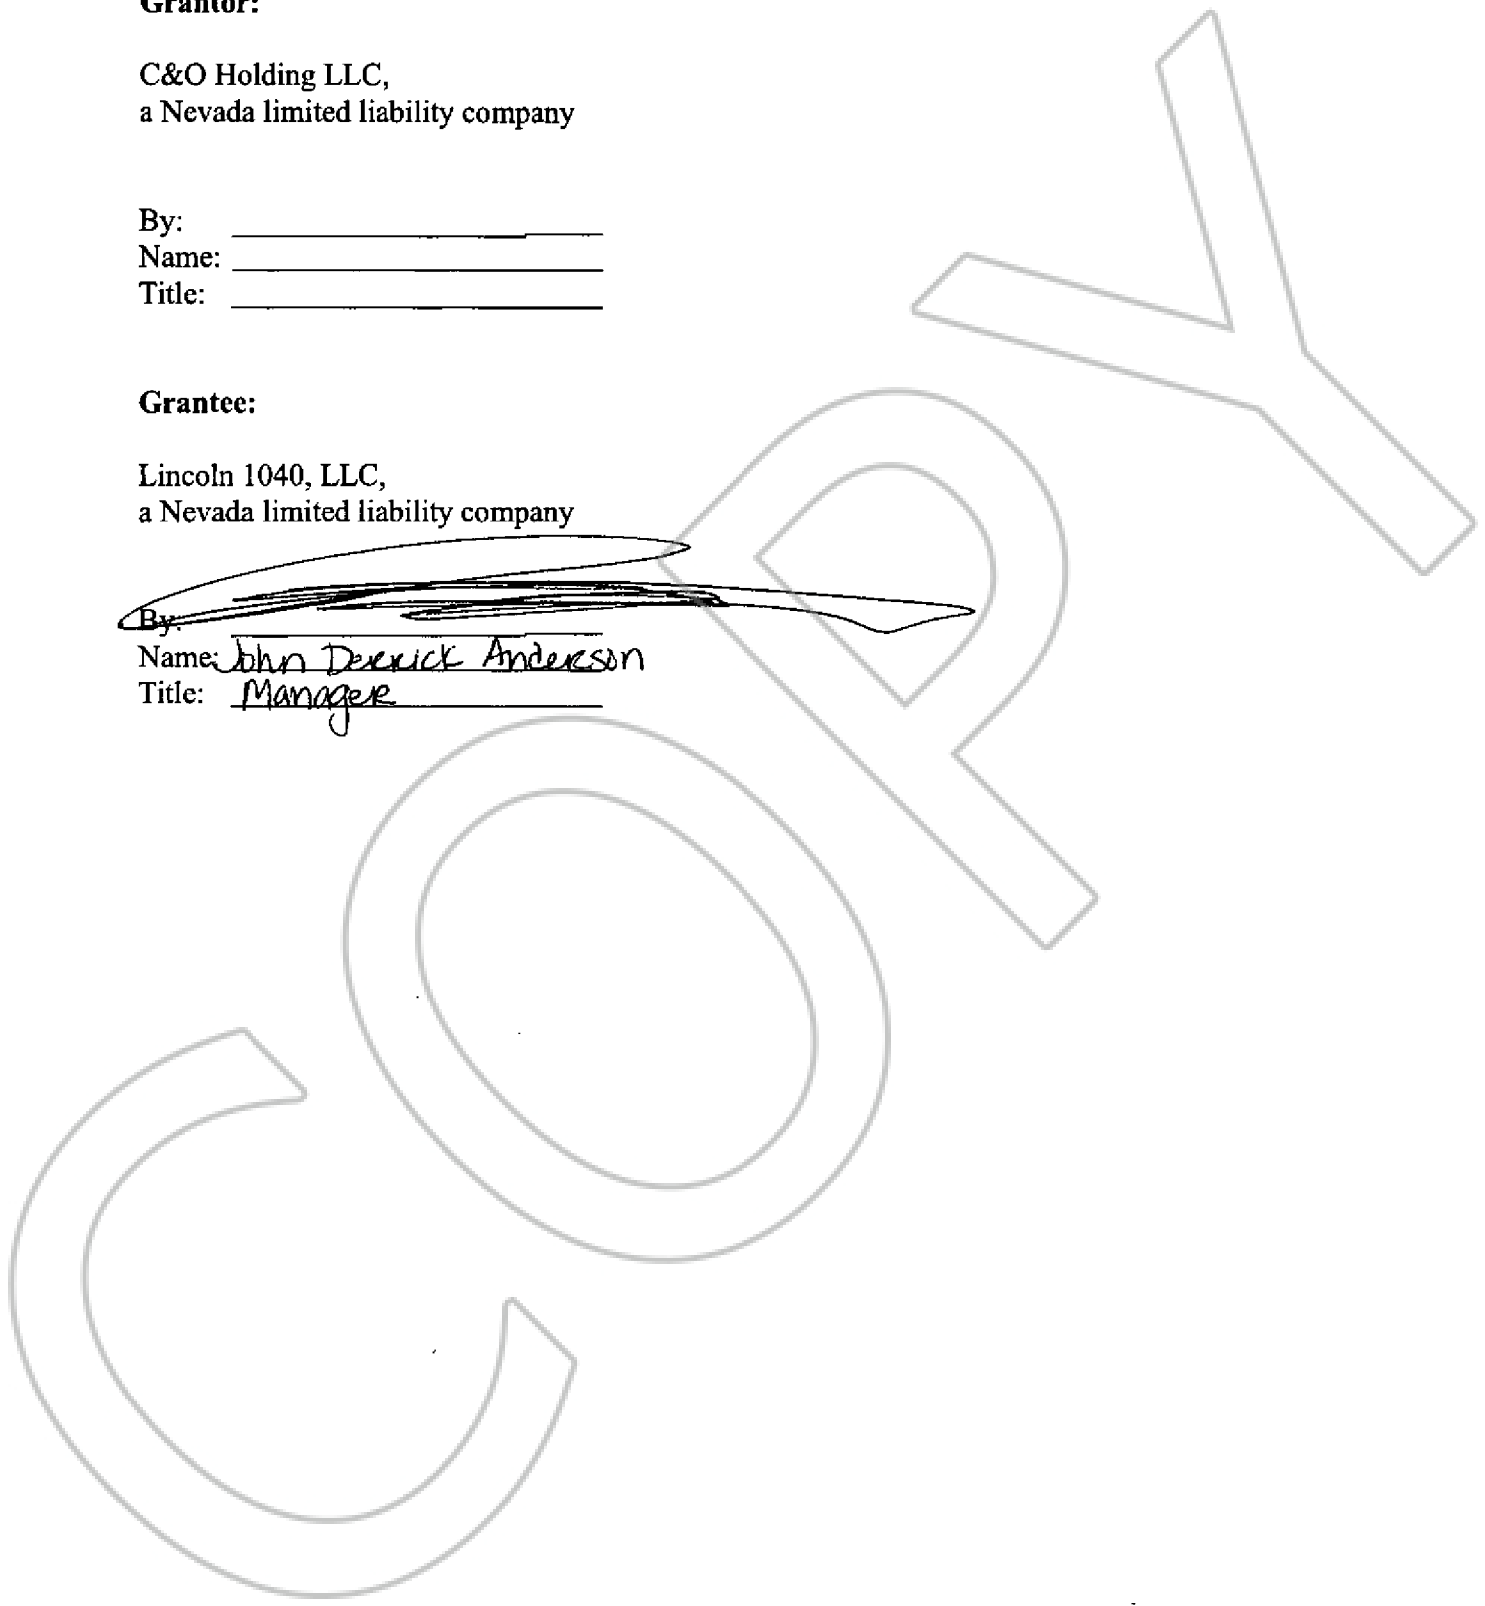 Grantor:
C&O Holding LLC,
a Nevada limited liability company
By:
Name:
Title:
Grantee:
Lincoln 1040, LLC,
a Nevada limited liability company
By:
Name: John Derrick Anderson
Title: Manager
COPY